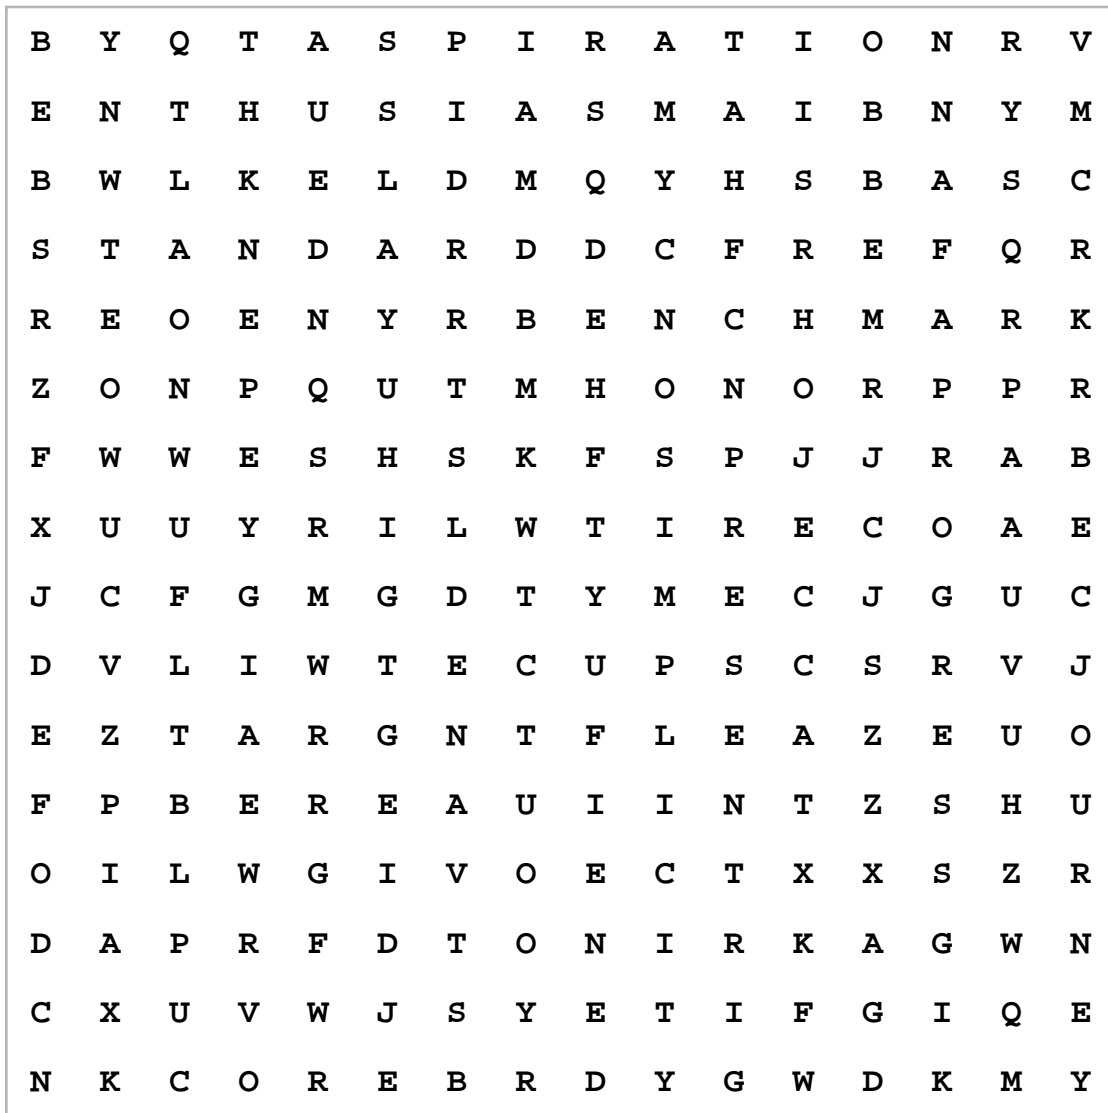 B Y Q T A S P I R A T I O N R V
E N T H U S I A S M A I B N Y M
B W L K E L D M Q Y H S B A S C
S T A N D A R D D C F R E F Q R
R E O E N Y R B E N C H M A R K
Z O N P Q U T M H O N O R P P R
F W W E S H S K F S P J J R A B
X U U Y R I L W T I R E C O A E
J C F G M G D T Y M E C J G U C
D V L I W T E C U P S C S R V J
E Z T A R G N T F L E A Z E U O
F P B E R E A U I I N T Z S H U
O I L W G I V O E C T X X S Z R
D A P R F D T O N I R K A G W N
C X U V W J S Y E T I F G I Q E
N K C O R E B R D Y G W D K M Y